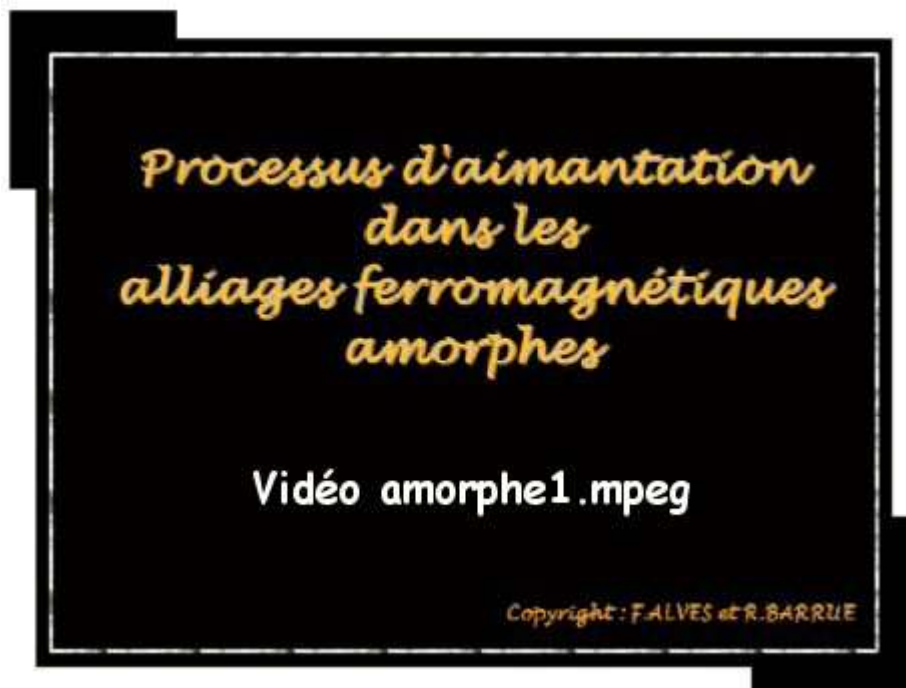 Processus d'aimantation
dans les
alliages ferromagnétiques
amorphes
Vidéo amorphe1.mpeg
Copyright : F.ALVES et R.BARRUE